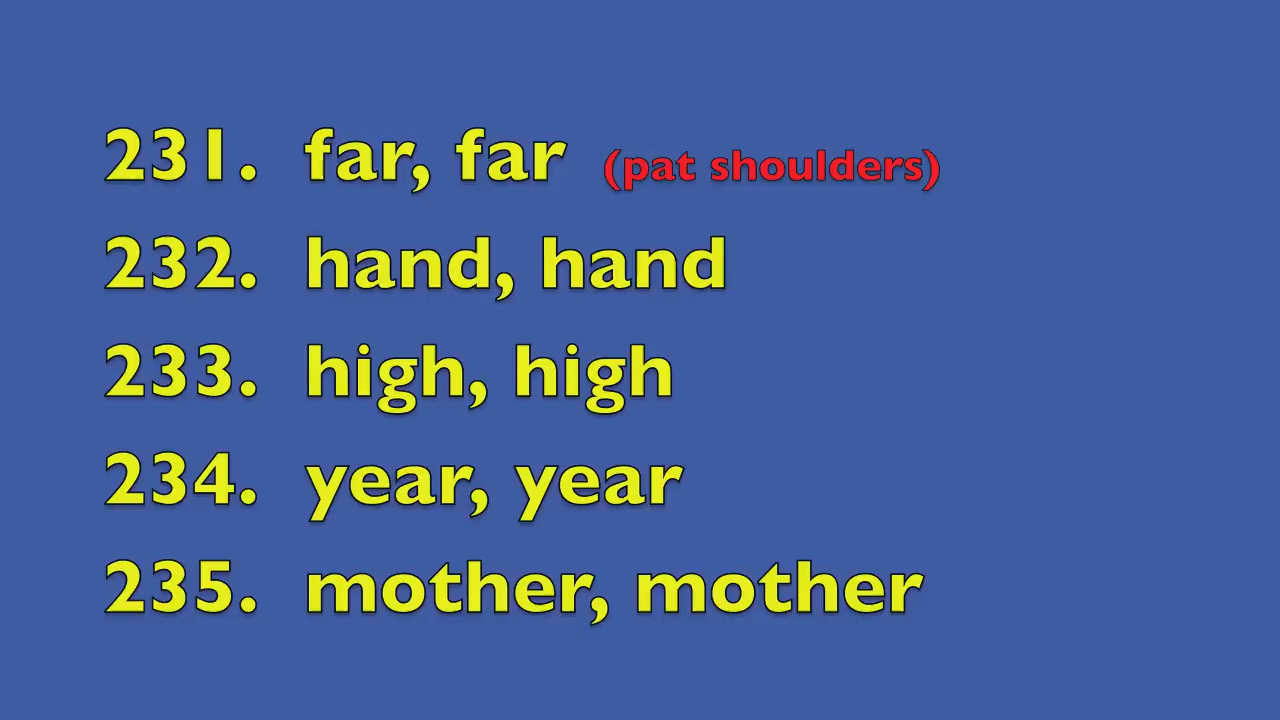 231. far, far (pat shoulders)
232. hand, hand
233. high, high
234. year, year
235. mother, mother